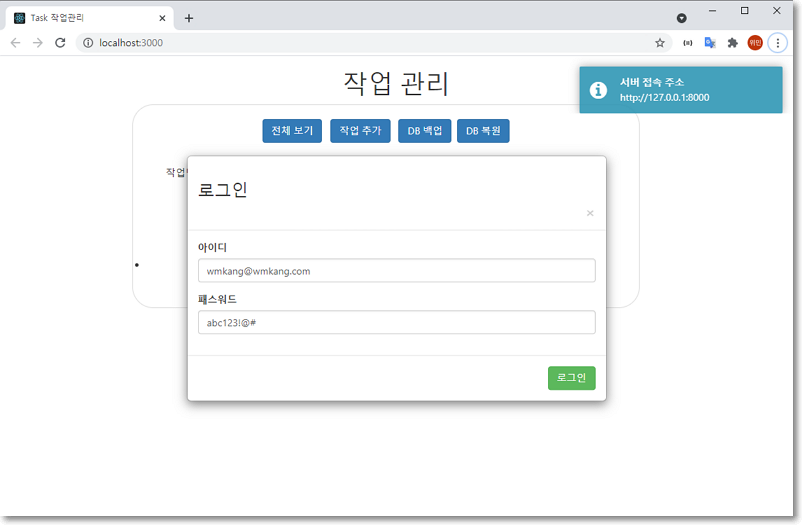 Task 작업관리
localhost:3000
위민
작업 관리
서버 접속 주소
http://127.0.0.1:8000
전체 보기
작업 추가
DB 백업
DB 복원
로그인
×
아이디
wmkang@wmkang.com
패스워드
abc123!@#
로그인